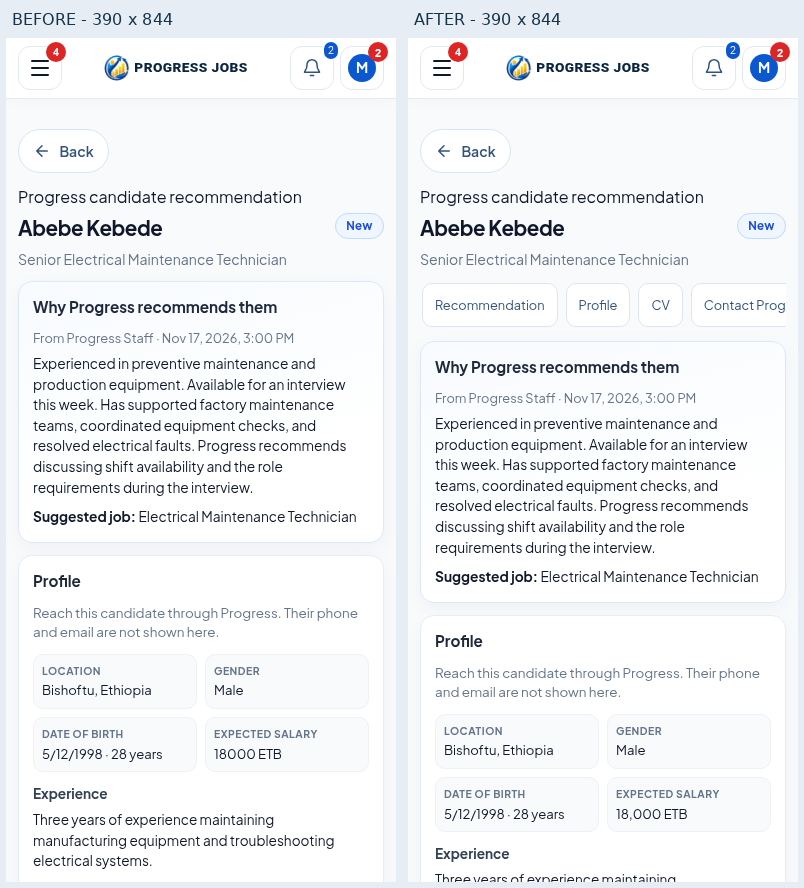 BEFORE - 390 x 844
4
PROGRESS JOBS
2
M
2
Back
Progress candidate recommendation
Abebe Kebede
New
Senior Electrical Maintenance Technician
Why Progress recommends them
From Progress Staff · Nov 17, 2026, 3:00 PM
Experienced in preventive maintenance and
production equipment. Available for an interview
this week. Has supported factory maintenance
teams, coordinated equipment checks, and
resolved electrical faults. Progress recommends
discussing shift availability and the role
requirements during the interview.
Suggested job: Electrical Maintenance Technician
Profile
Reach this candidate through Progress. Their phone
and email are not shown here.
LOCATION
Bishoftu, Ethiopia
GENDER
Male
DATE OF BIRTH
5/12/1998 · 28 years
EXPECTED SALARY
18000 ETB
Experience
Three years of experience maintaining
manufacturing equipment and troubleshooting
electrical systems.
AFTER - 390 x 844
4
PROGRESS JOBS
2
M
2
Back
Progress candidate recommendation
Abebe Kebede
New
Senior Electrical Maintenance Technician
Recommendation
Profile
CV
Contact Prog
Why Progress recommends them
From Progress Staff · Nov 17, 2026, 3:00 PM
Experienced in preventive maintenance and
production equipment. Available for an interview
this week. Has supported factory maintenance
teams, coordinated equipment checks, and
resolved electrical faults. Progress recommends
discussing shift availability and the role
requirements during the interview.
Suggested job: Electrical Maintenance Technician
Profile
Reach this candidate through Progress. Their phone
and email are not shown here.
LOCATION
Bishoftu, Ethiopia
GENDER
Male
DATE OF BIRTH
5/12/1998 · 28 years
EXPECTED SALARY
18,000 ETB
Experience
Three years of experience maintaining